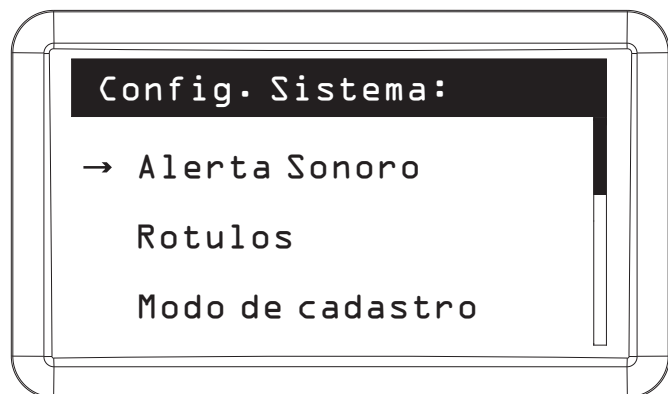 Config. Sistema:
→ Alerta Sonoro
Rotulos
Modo de cadastro